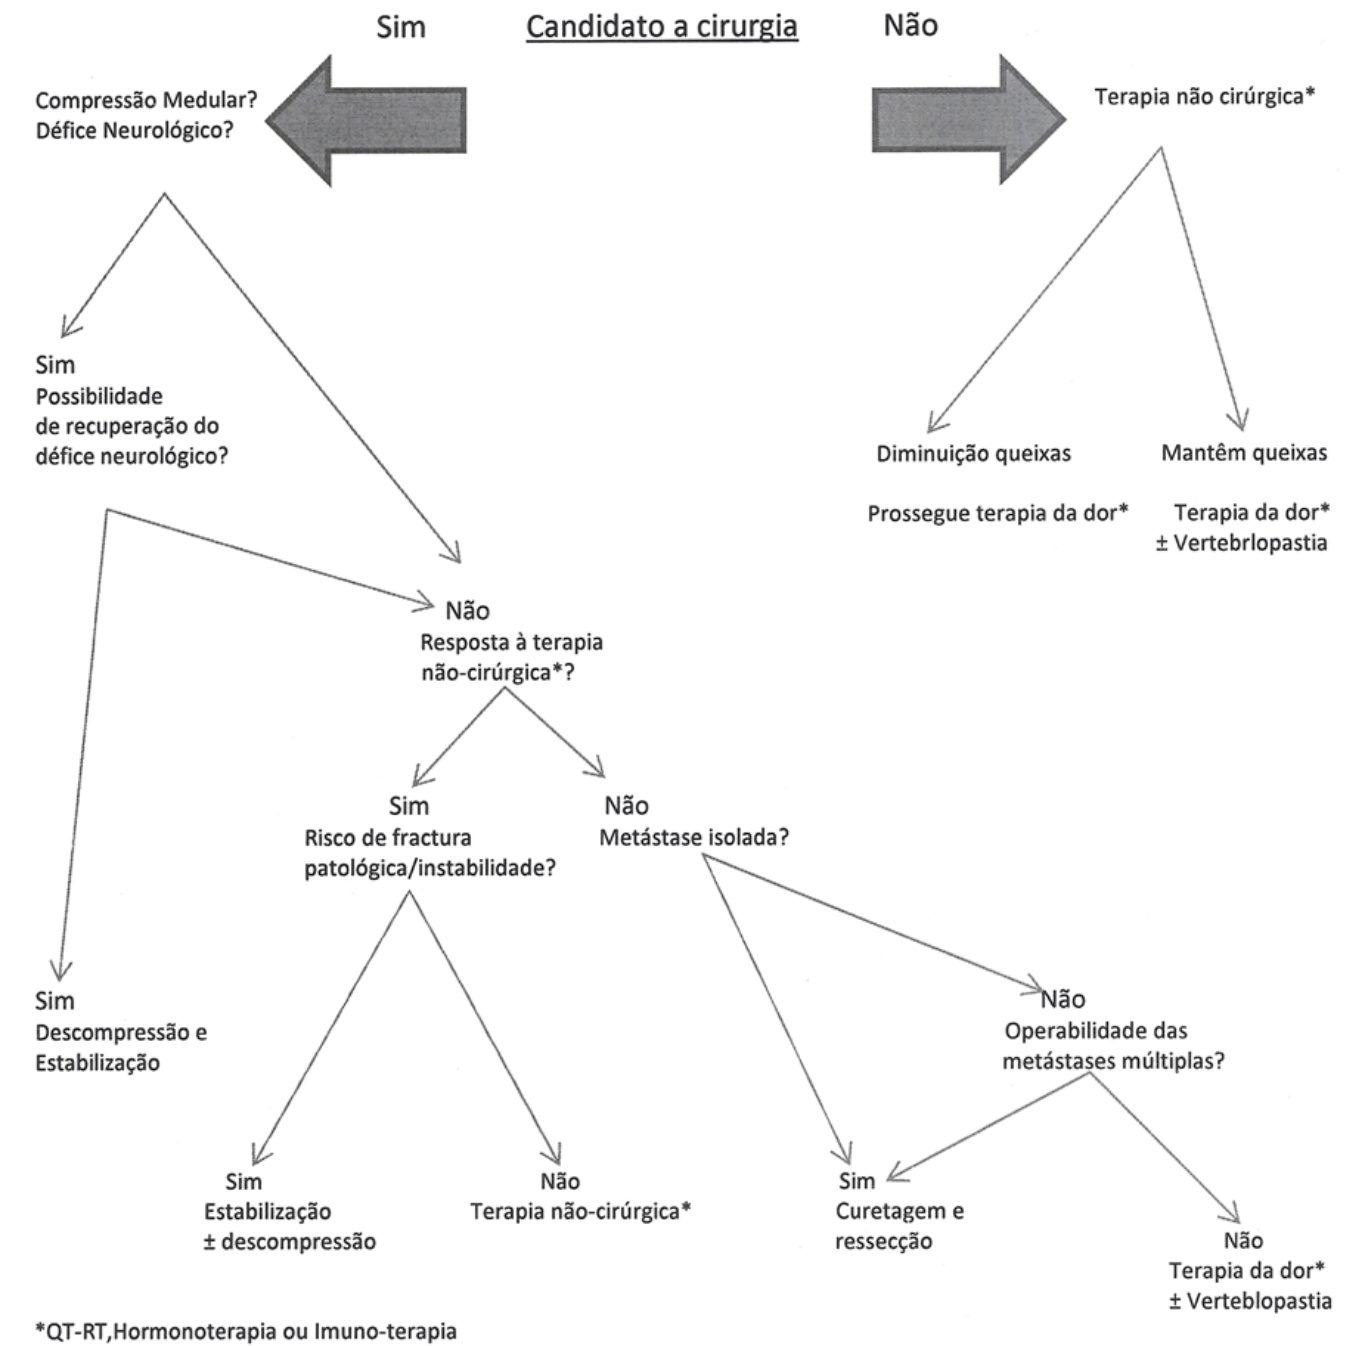 Sim Candidato a cirurgia Não
Compressão Medular?
Défice Neurológico?
Terapia não cirúrgica*
Sim
Possibilidade
de recuperação do
défice neurológico?
Diminuição queixas
Prossegue terapia da dor*
Mantêm queixas
Terapia da dor*
± Vertebrlopastia
Não
Resposta à terapia
não-cirúrgica*?
Sim
Risco de fractura
patológica/instabilidade?
Não
Metástase isolada?
Sim
Descompressão e
Estabilização
Não
Operabilidade das
metástases múltiplas?
Sim
Estabilização
± descompressão
Não
Terapia não-cirúrgica*
Sim
Curetagem e
ressecção
Não
Terapia da dor*
± Verteblopastia
*QT-RT,Hormonoterapia ou Imuno-terapia